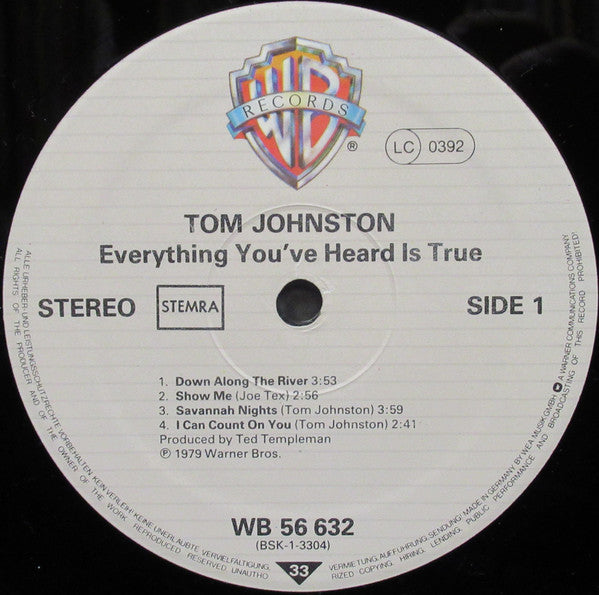 WB
RECORDS
®
LC 0392
TOM JOHNSTON
Everything You've Heard Is True
STEREO STEMRA SIDE 1
1. Down Along The River 3:53
2. Show Me (Joe Tex) 2:56
3. Savannah Nights (Tom Johnston) 3:59
4. I Can Count On You (Tom Johnston) 2:41
Produced by Ted Templeman
℗ 1979 Warner Bros.
WB 56 632
(BSK-1-3304)
33
ALLE URHEBER- UND LEISTUNGSSCHUTZRECHTE VORBEHALTEN. KEIN VERLEIH! KEINE UNERLAUBTE VERVIELFÄLTIGUNG, VERMIETUNG, AUFFÜHRUNG, SENDUNG! MADE IN GERMANY BY WEA MUSIK GMBH A WARNER COMMUNICATIONS COMPANY
ALL RIGHTS OF THE PRODUCER AND OF THE OWNER OF THE WORK REPRODUCED RESERVED. UNAUTHORIZED COPYING, HIRING, LENDING, PUBLIC PERFORMANCE AND BROADCASTING OF THIS RECORD PROHIBITED!